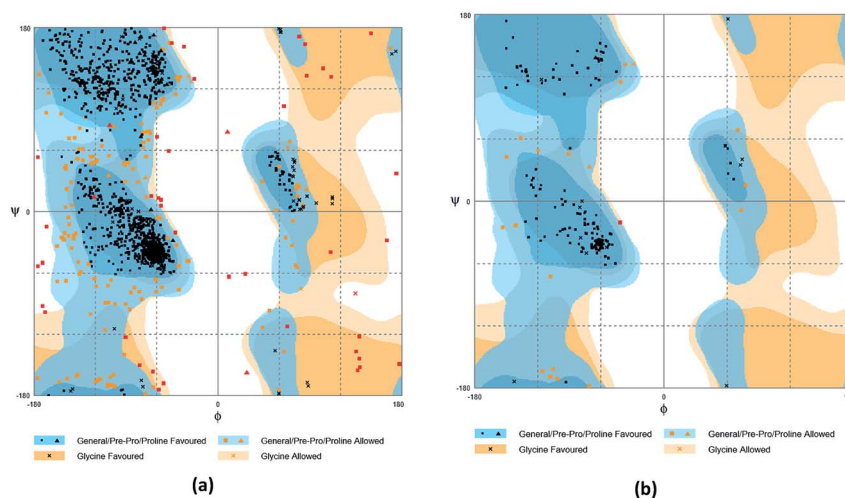 180
180
Ψ
0
Ψ
0
-180
-180
0
180
ϕ
-180
-180
0
ϕ
General/Pre-Pro/Proline Favoured
General/Pre-Pro/Proline Allowed
Glycine Favoured
Glycine Allowed
General/Pre-Pro/Proline Favoured
General/Pre-Pro/Proline Allowed
Glycine Favoured
Glycine Allowed
(a)
(b)